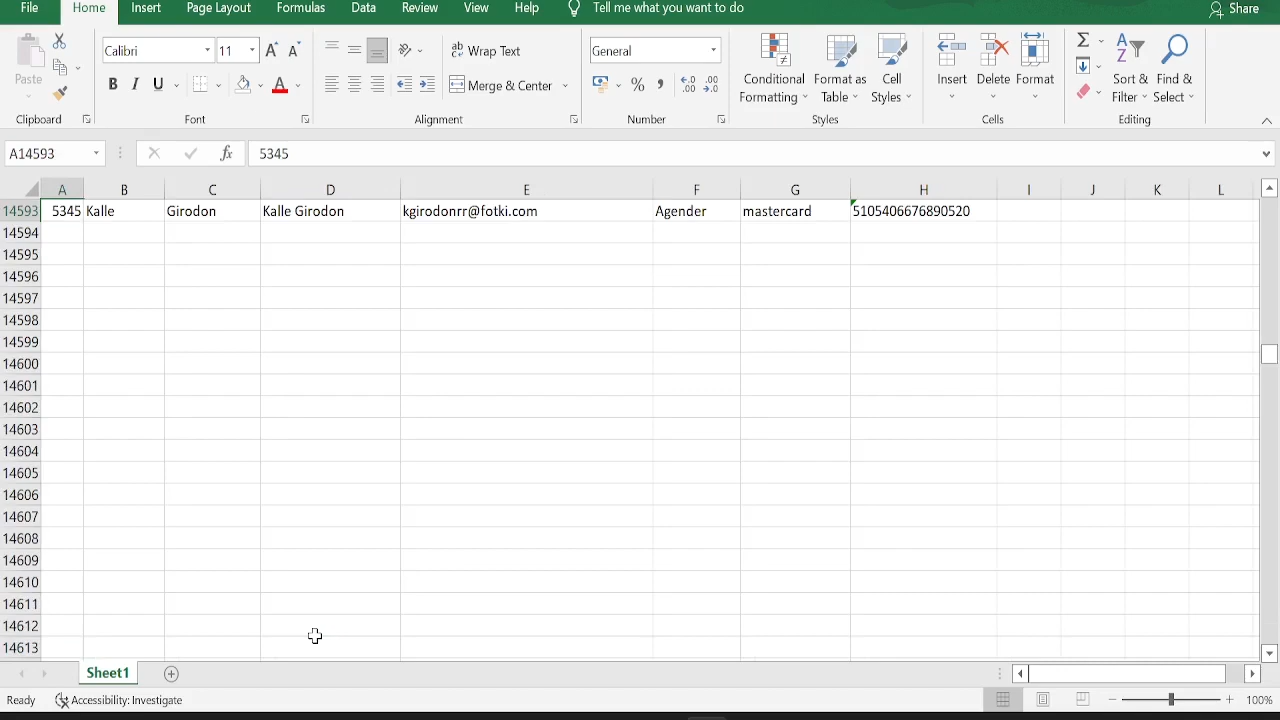 File Home Insert Page Layout Formulas Data Review View Help Tell me what you want to do Share
Calibri 11 A A Wrap Text General
Paste B I U A Merge & Center % , Conditional Formatting Format as Table Cell Styles Insert Delete Format Sort & Filter Find & Select
Clipboard Font Alignment Number Styles Cells Editing
A14593 fx 5345
A B C D E F G H I J K L
14593 5345 Kalle Girodon Kalle Girodon kgirodonrr@fotki.com Agender mastercard 5105406676890520
14594
14595
14596
14597
14598
14599
14600
14601
14602
14603
14604
14605
14606
14607
14608
14609
14610
14611
14612
14613
Sheet1
Ready Accessibility: Investigate 100%